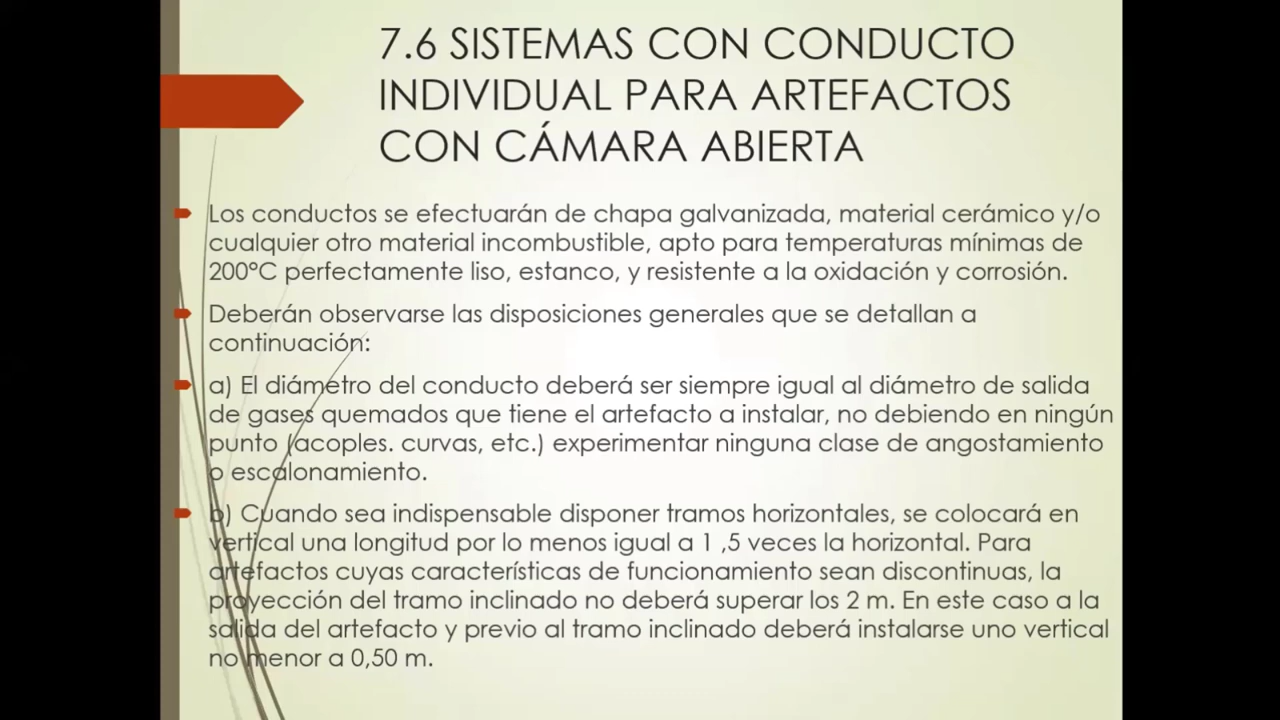 7.6 SISTEMAS CON CONDUCTO
INDIVIDUAL PARA ARTEFACTOS
CON CÁMARA ABIERTA
Los conductos se efectuarán de chapa galvanizada, material cerámico y/o
cualquier otro material incombustible, apto para temperaturas mínimas de
200°C perfectamente liso, estanco, y resistente a la oxidación y corrosión.
Deberán observarse las disposiciones generales que se detallan a
continuación:
a) El diámetro del conducto deberá ser siempre igual al diámetro de salida
de gases quemados que tiene el artefacto a instalar, no debiendo en ningún
punto (acoples. curvas, etc.) experimentar ninguna clase de angostamiento
o escalonamiento.
b) Cuando sea indispensable disponer tramos horizontales, se colocará en
vertical una longitud por lo menos igual a 1 ,5 veces la horizontal. Para
artefactos cuyas características de funcionamiento sean discontinuas, la
proyección del tramo inclinado no deberá superar los 2 m. En este caso a la
salida del artefacto y previo al tramo inclinado deberá instalarse uno vertical
no menor a 0,50 m.